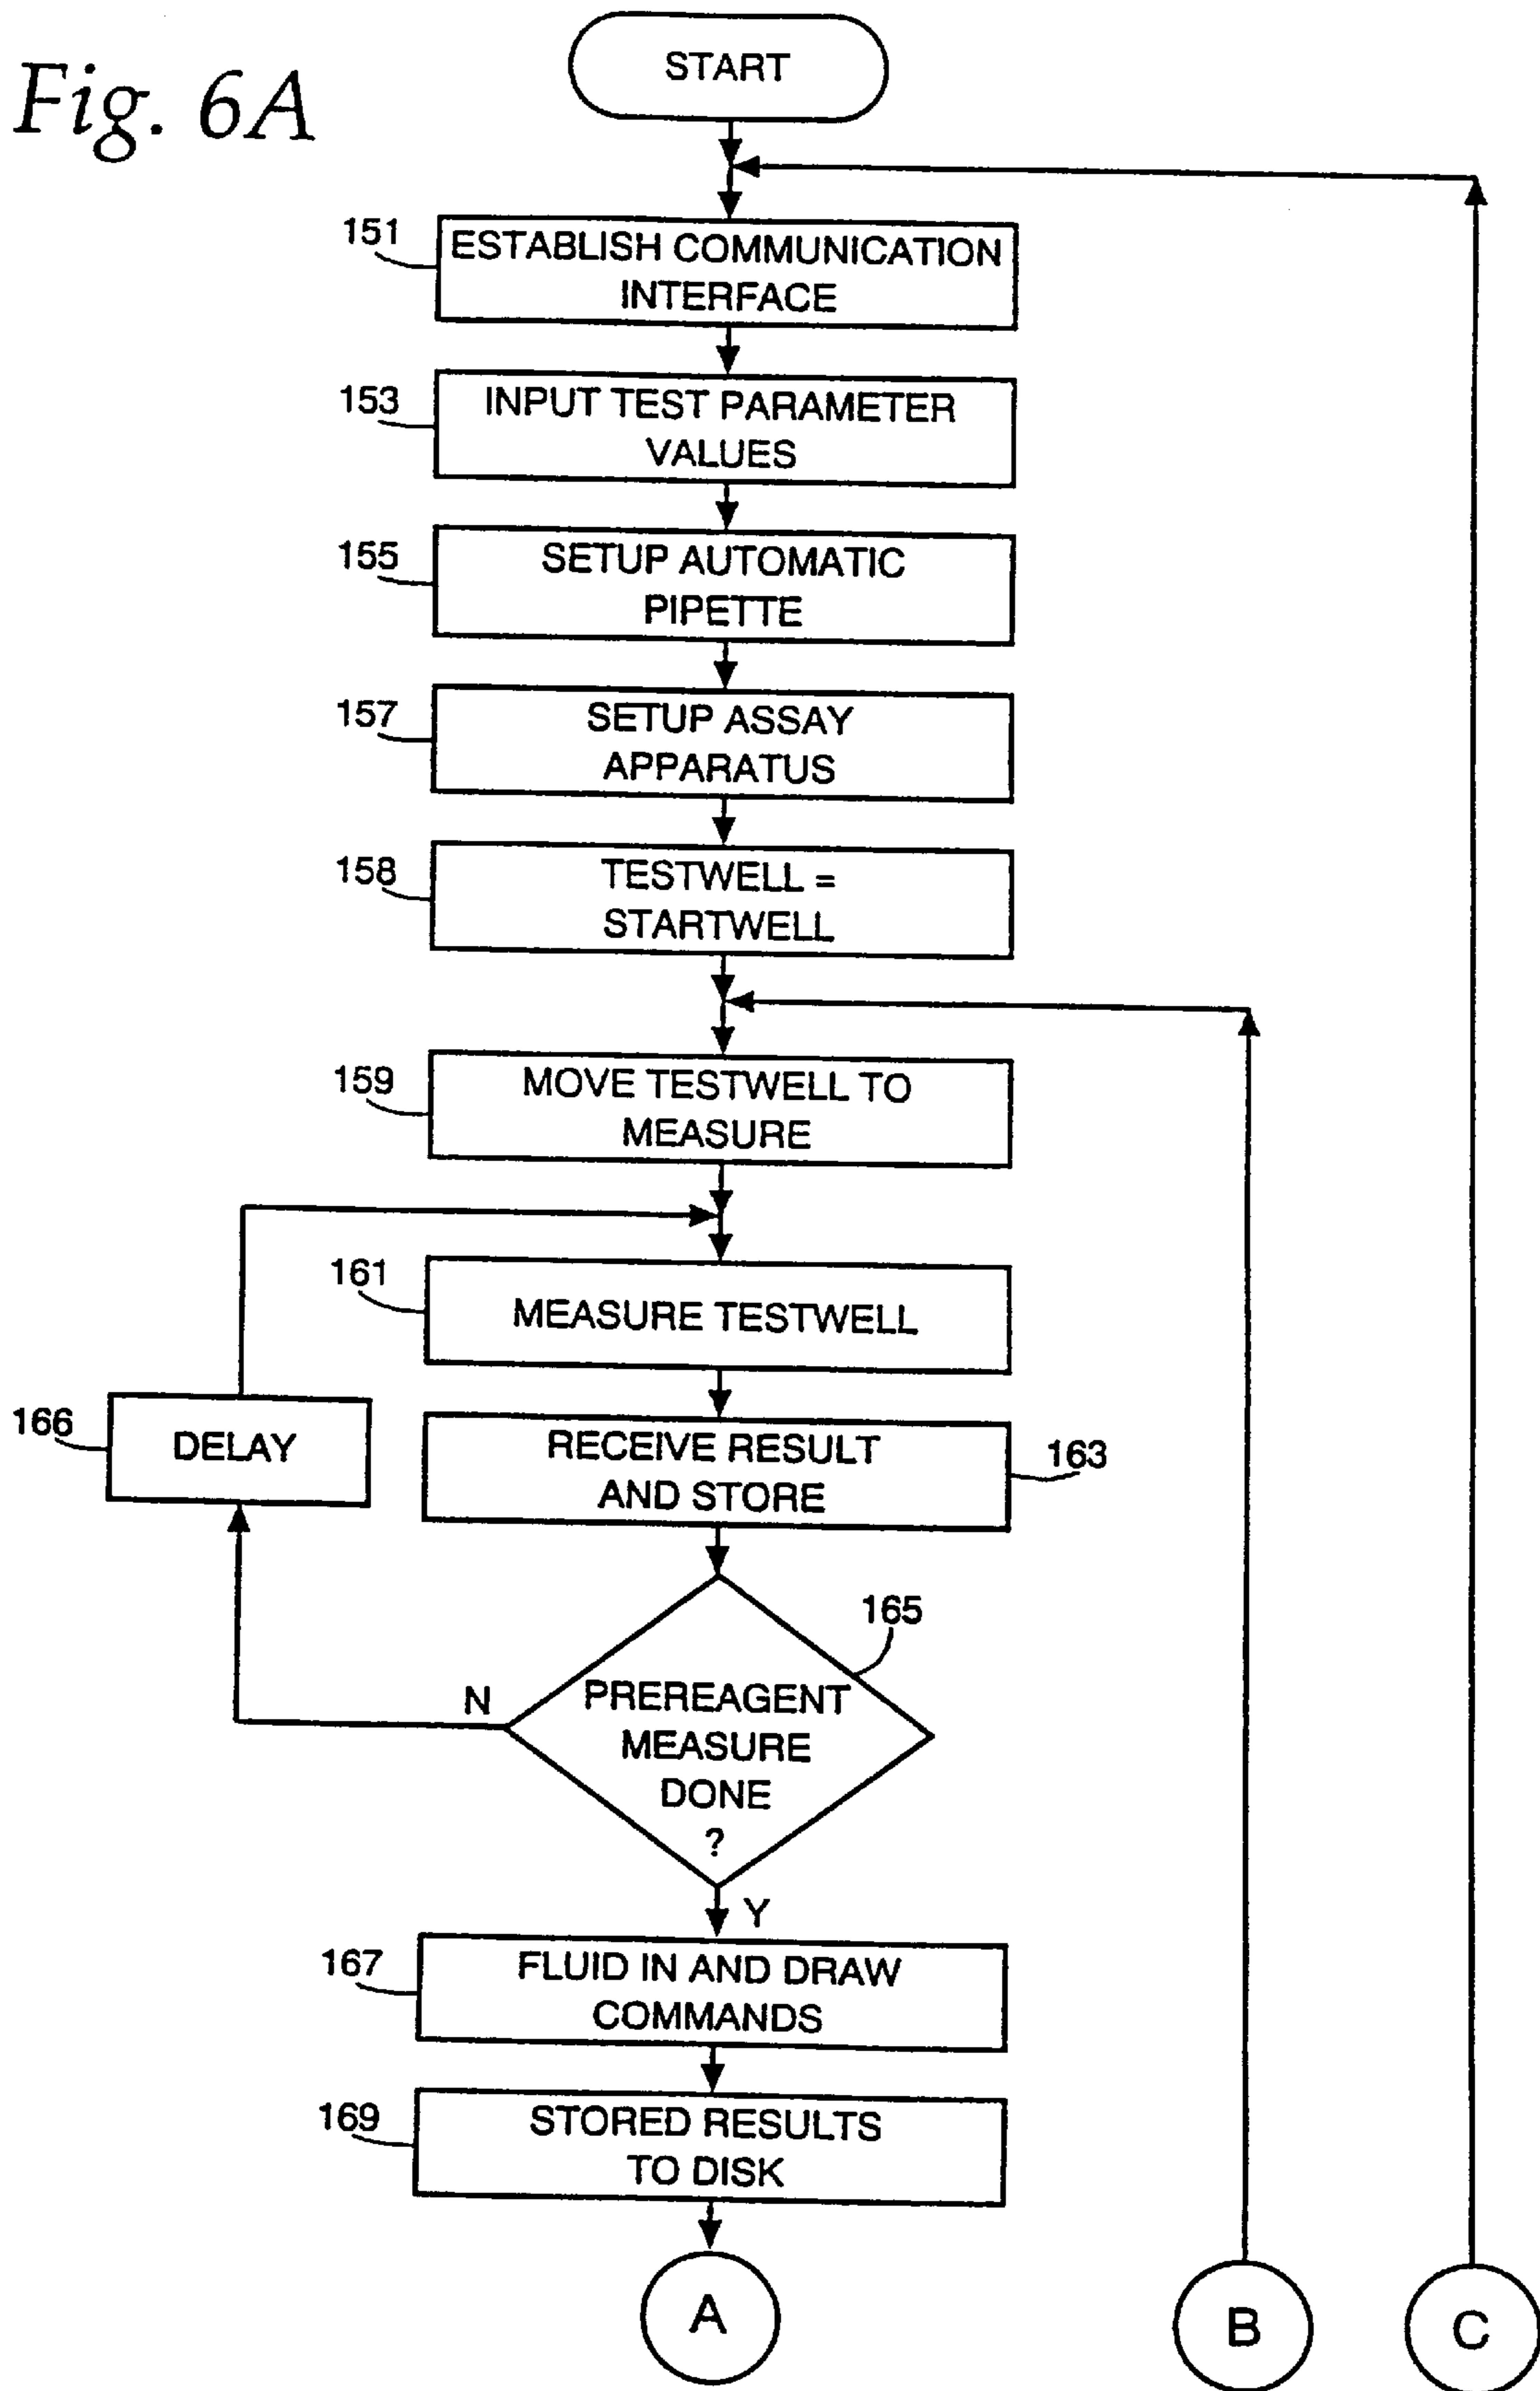 Fig. 6A
START
151
ESTABLISH COMMUNICATION
INTERFACE
153
INPUT TEST PARAMETER
VALUES
155
SETUP AUTOMATIC
PIPETTE
157
SETUP ASSAY
APPARATUS
158
TESTWELL =
STARTWELL
159
MOVE TESTWELL TO
MEASURE
161
MEASURE TESTWELL
166
DELAY
RECEIVE RESULT
AND STORE
163
165
N
PREREAGENT
MEASURE
DONE
?
Y
167
FLUID IN AND DRAW
COMMANDS
169
STORED RESULTS
TO DISK
A
B
C